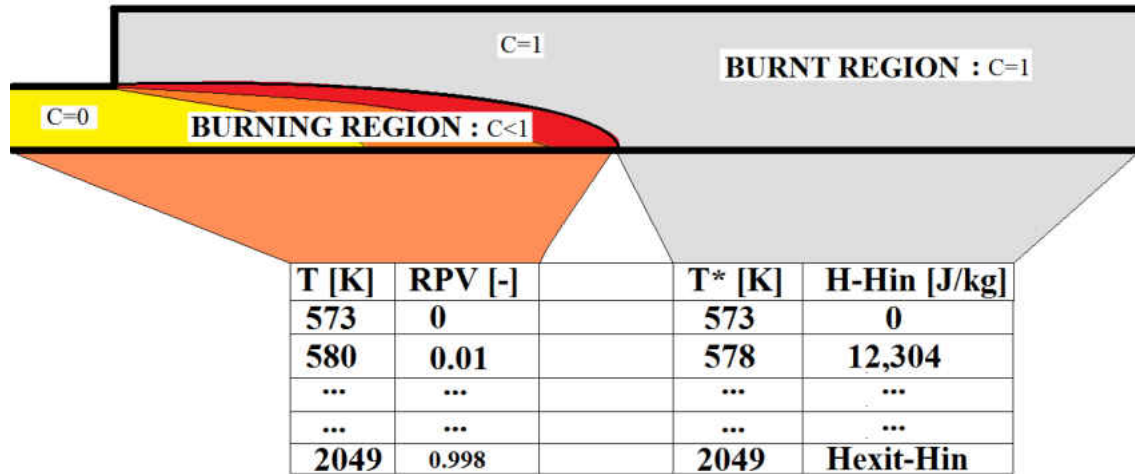 C=1
BURNT REGION : C=1
C=0
BURNING REGION : C<1
T [K] RPV [-] T* [K] H-Hin [J/kg]
573 0 573 0
580 0.01 578 12,304
... ... ... ...
... ... ... ...
2049 0.998 2049 Hexit-Hin